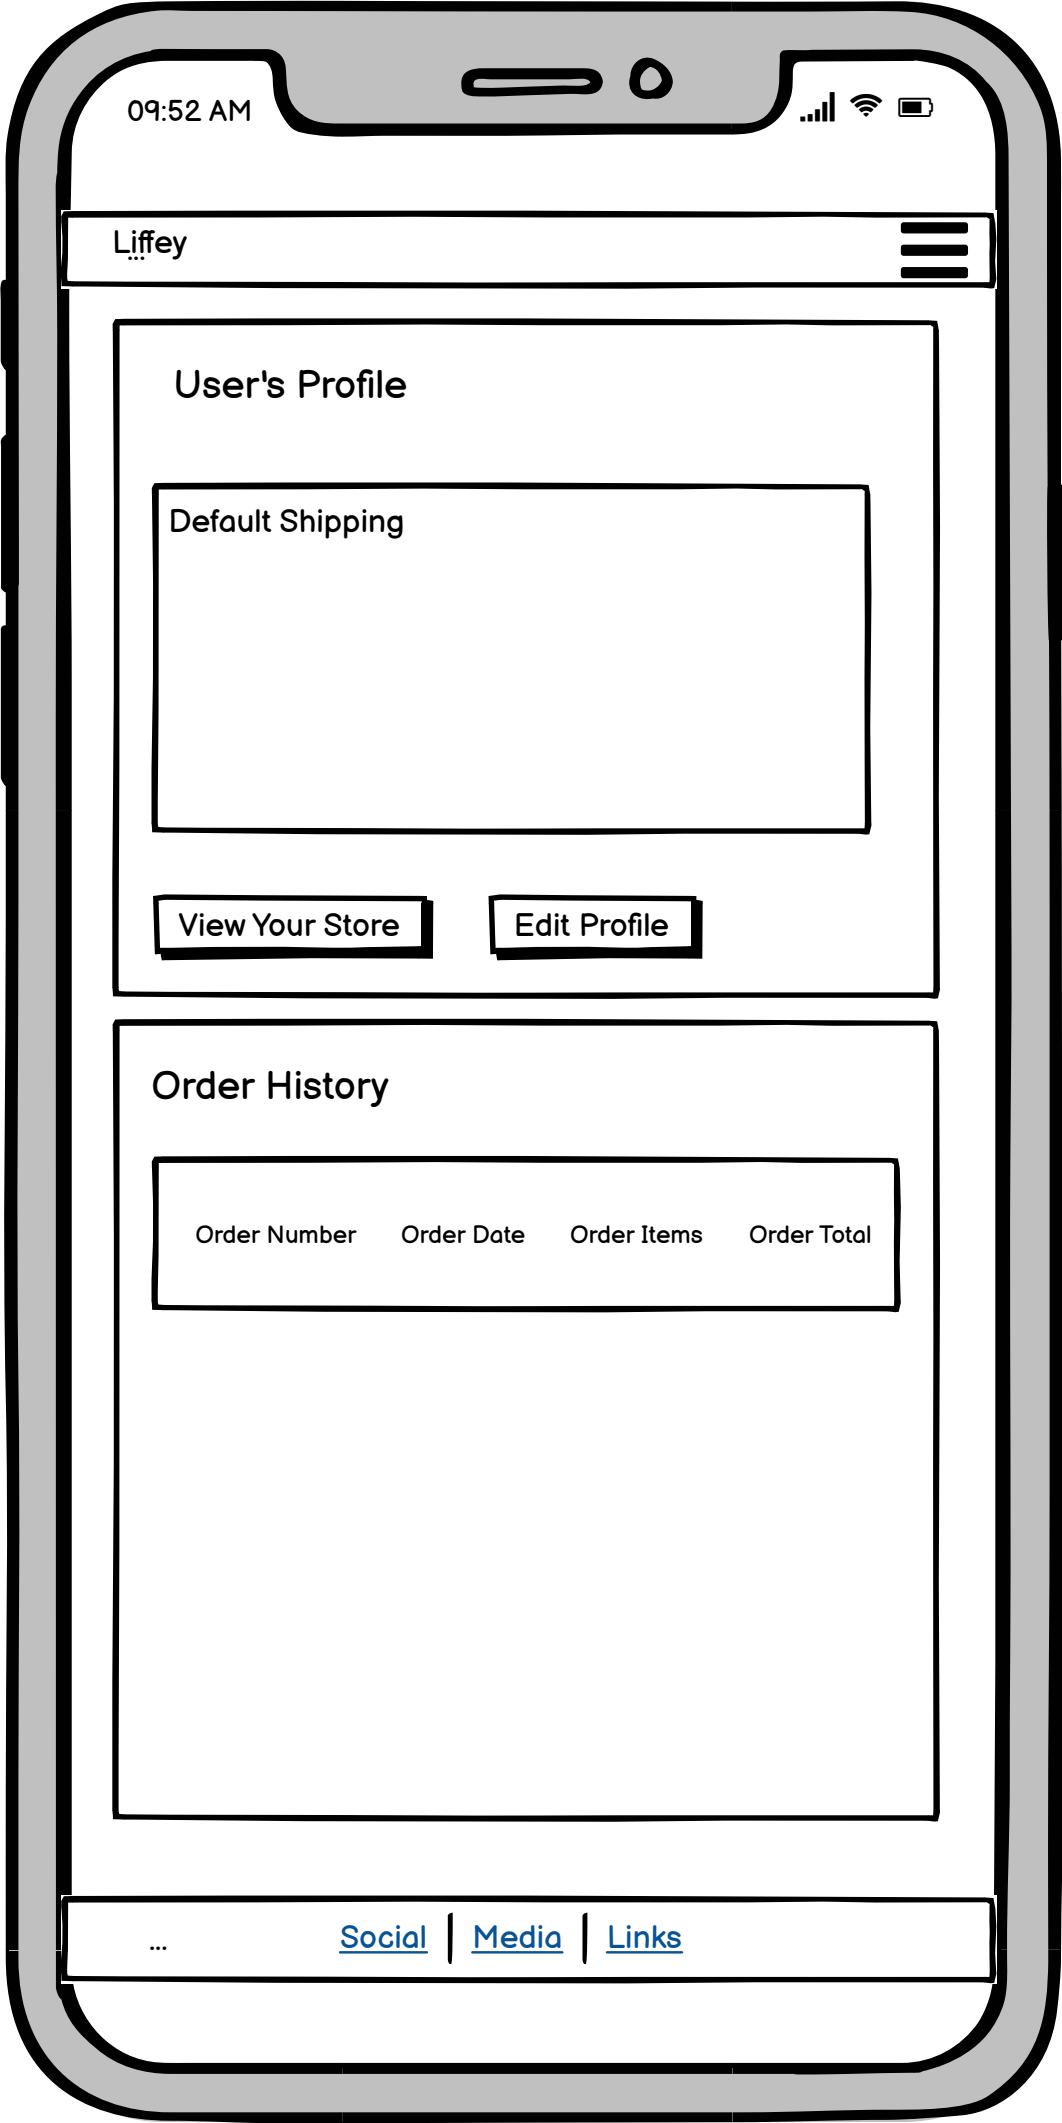 09:52 AM
Liffey
...
User's Profile
Default Shipping
View Your Store Edit Profile
Order History
Order Number Order Date Order Items Order Total
... Social | Media | Links